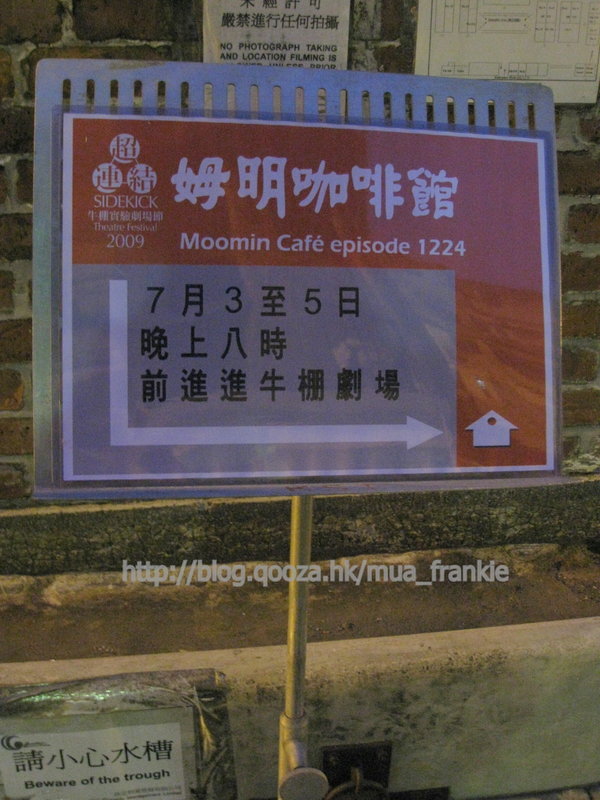 未經許可
嚴禁進行任何拍攝
NO PHOTOGRAPH TAKING
AND LOCATION FILMING IS
超
連結
SIDEKICK
牛棚實驗劇場節
Theatre Festival
2009
姆明咖啡館
Moomin Café episode 1224
7月3至5日
晚上八時
前進進牛棚劇場
http://blog.qooza.hk/mua_frankie
請小心水槽
Beware of the trough